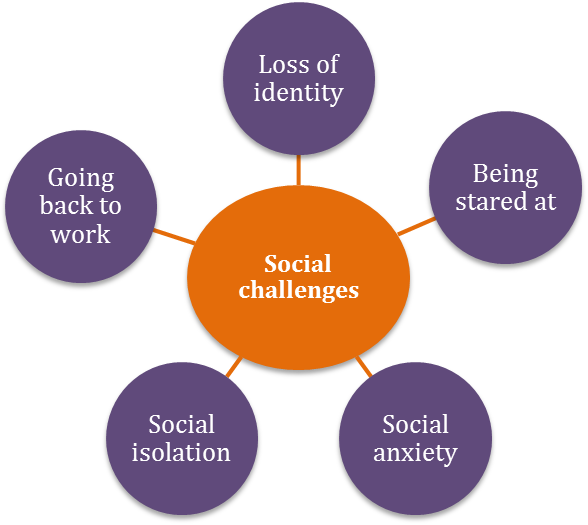 Loss of
identity
Being
stared at
Going
back to
work
Social
challenges
Social
isolation
Social
anxiety